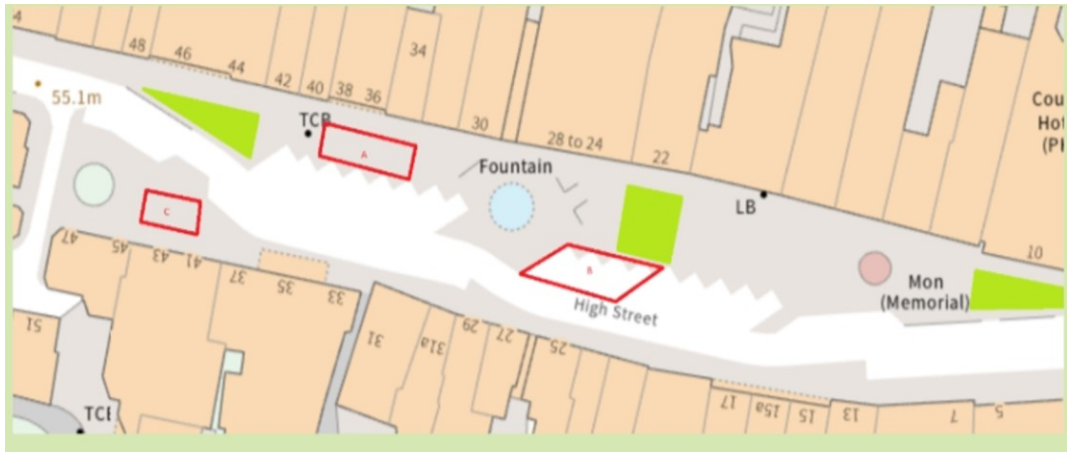 4
48
46
44
42
40
38
36
34
30
28 to 24
22
10
55.1m
TCB
A
Fountain
LB
Cou
Hot
(PH
C
B
High Street
Mon
(Memorial)
47
45
43
41
37
35
33
31
31a
29
27
25
17
15a
15
13
7
5
51
TCB